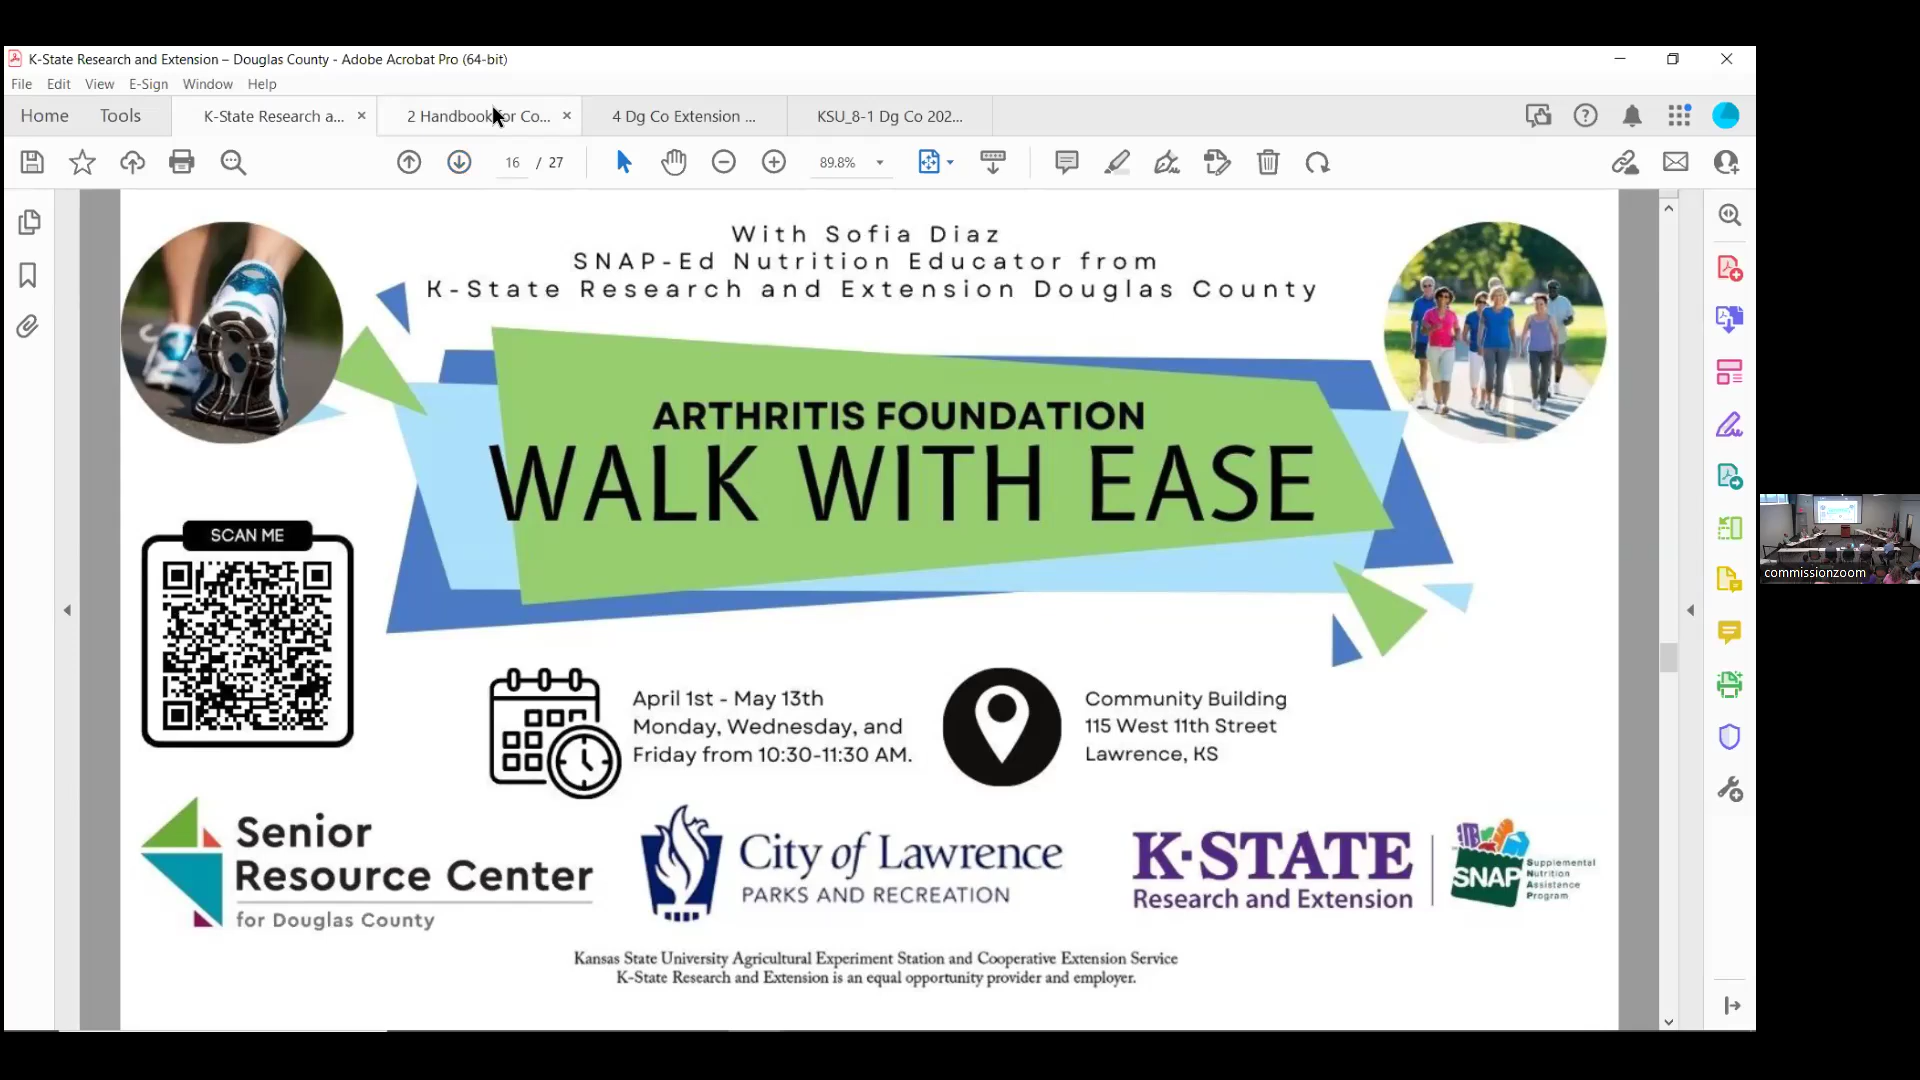 K-State Research and Extension – Douglas County - Adobe Acrobat Pro (64-bit)
File Edit View E-Sign Window Help
Home Tools K-State Research a... 2 Handbook for Co... 4 Dg Co Extension ... KSU_8-1 Dg Co 202...
16 / 27 89.8%
With Sofia Diaz
SNAP-Ed Nutrition Educator from
K-State Research and Extension Douglas County
ARTHRITIS FOUNDATION
WALK WITH EASE
SCAN ME
April 1st - May 13th
Monday, Wednesday, and
Friday from 10:30-11:30 AM.
Community Building
115 West 11th Street
Lawrence, KS
Senior
Resource Center
for Douglas County
City of Lawrence
PARKS AND RECREATION
K-STATE
Research and Extension
SNAP
Supplemental
Nutrition
Assistance
Program
Kansas State University Agricultural Experiment Station and Cooperative Extension Service
K-State Research and Extension is an equal opportunity provider and employer.
commissionzoom